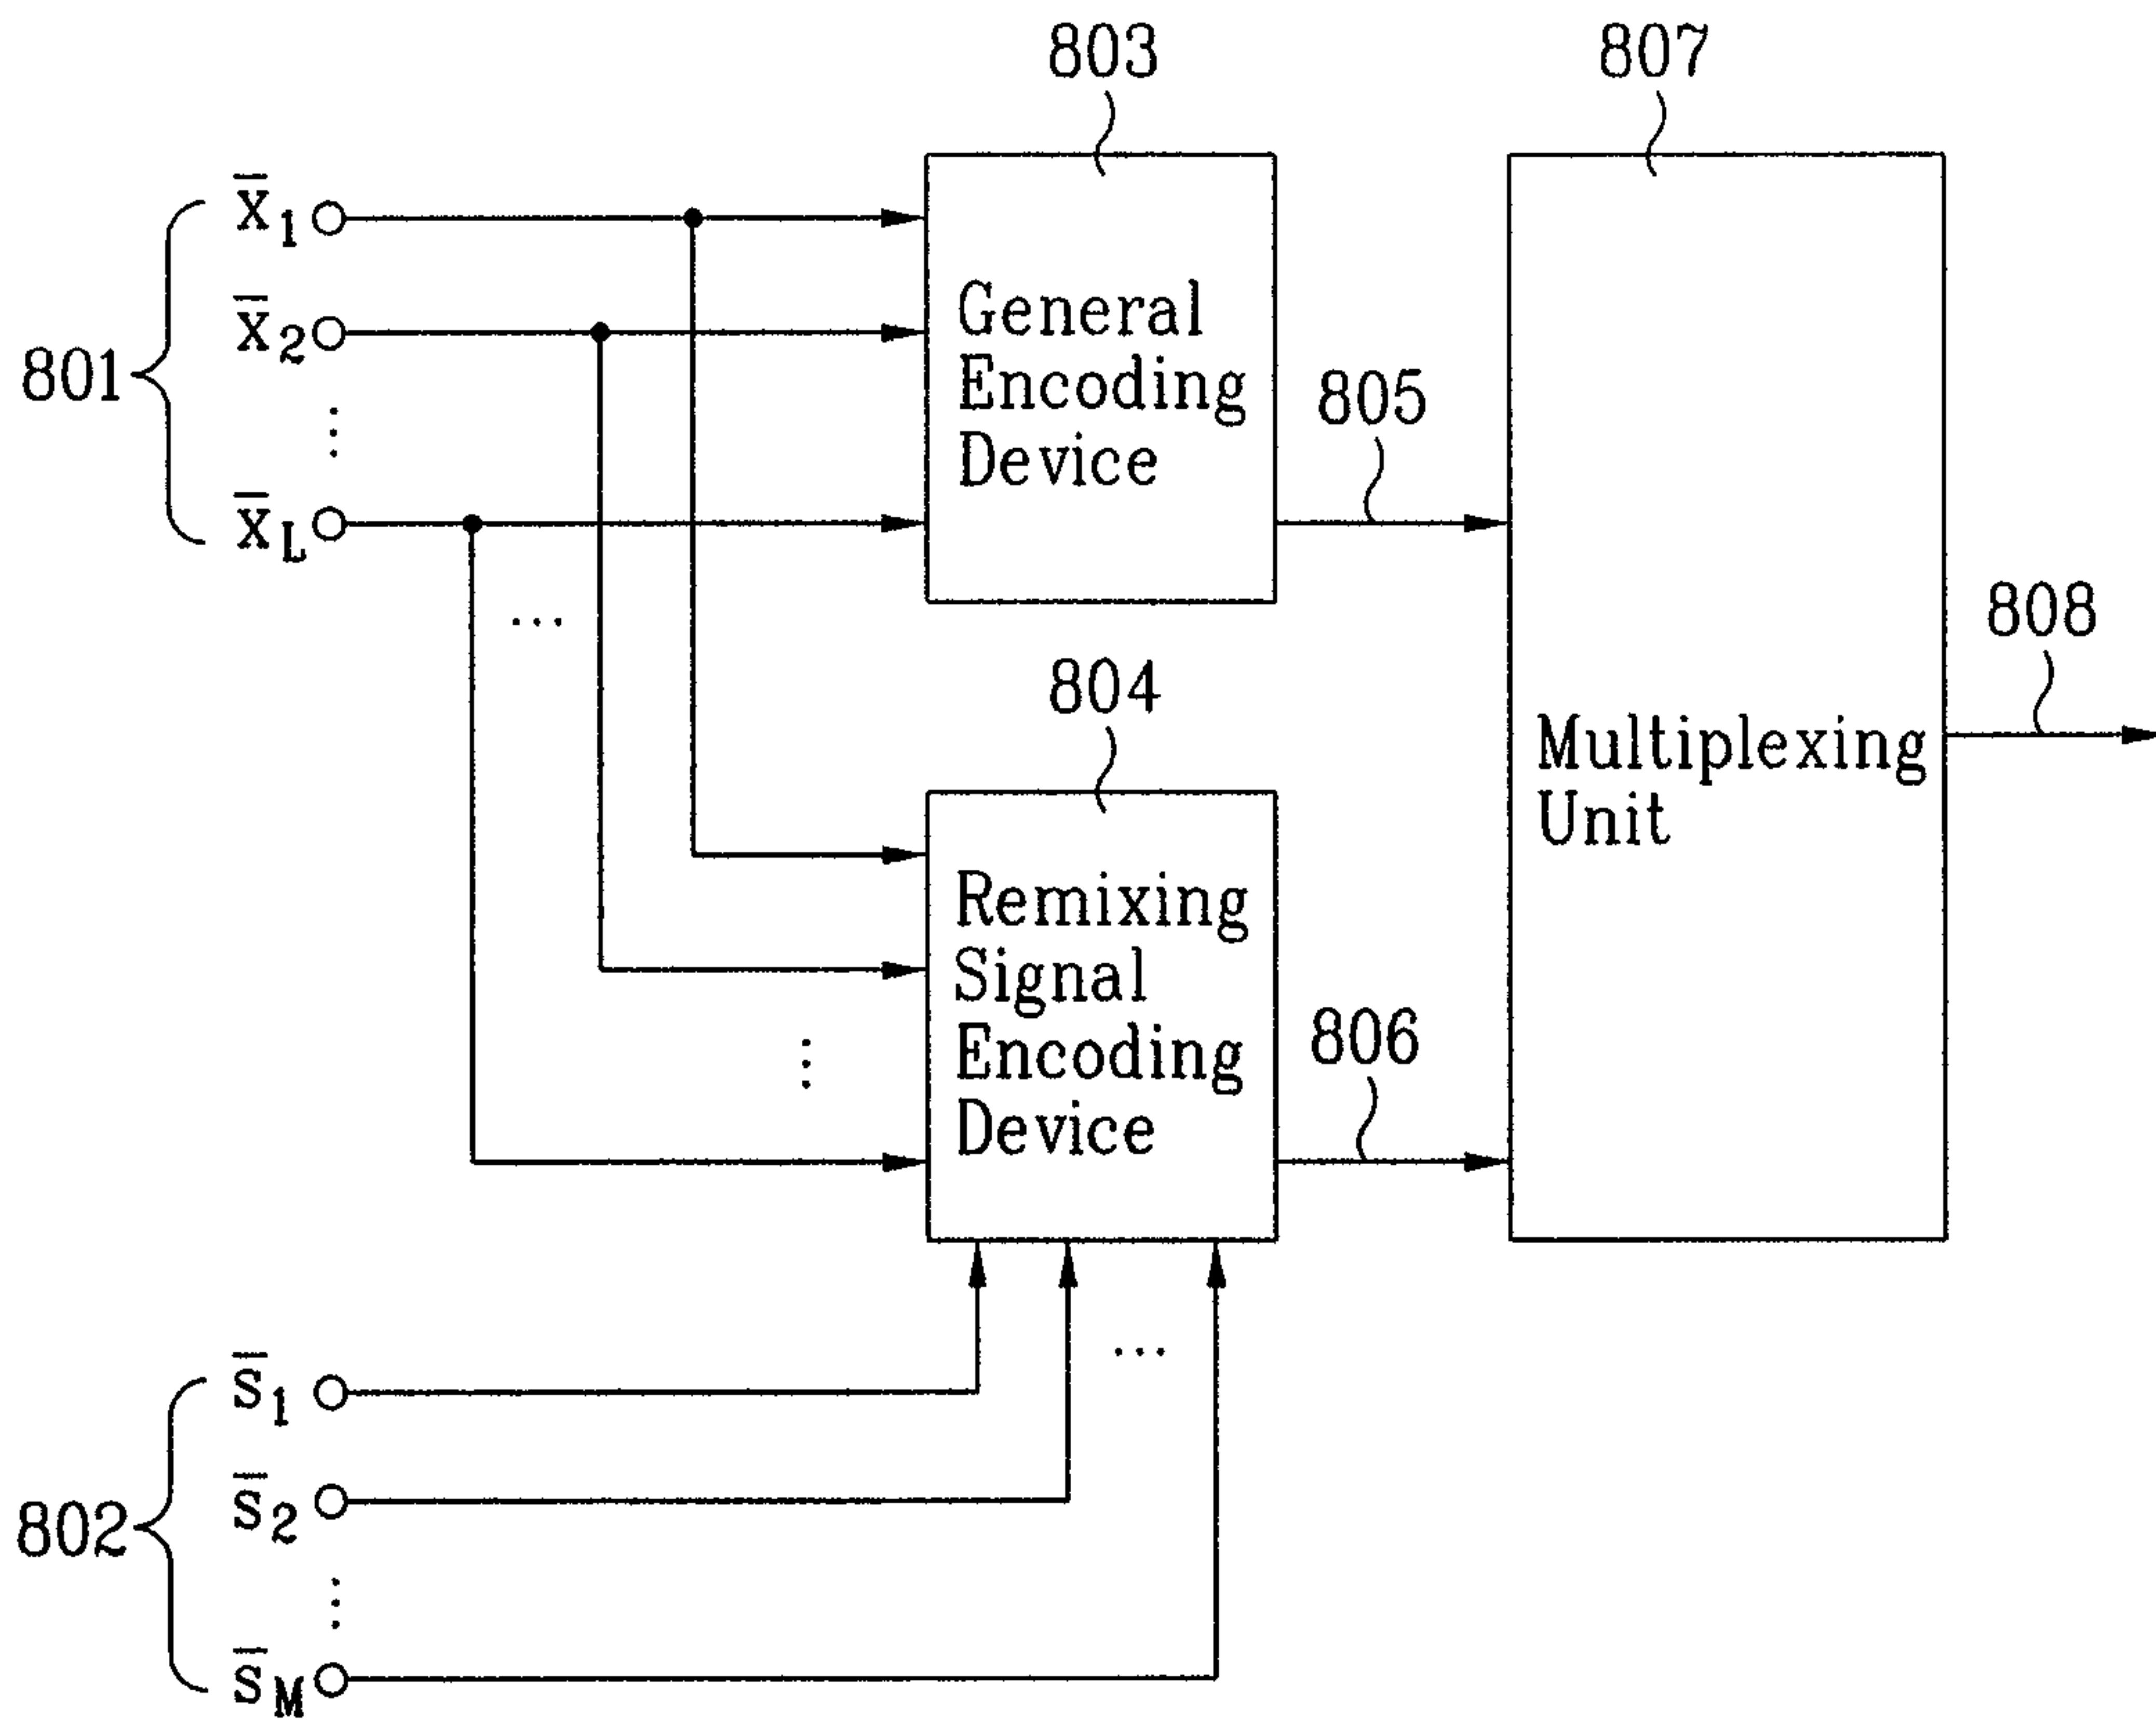 803
807
801
x̄1
x̄2
⋮
x̄L
General
Encoding
Device
805
808
...
804
Multiplexing
Unit
Remixing
Signal
Encoding
Device
⋮
806
...
802
s̄1
s̄2
⋮
s̄M